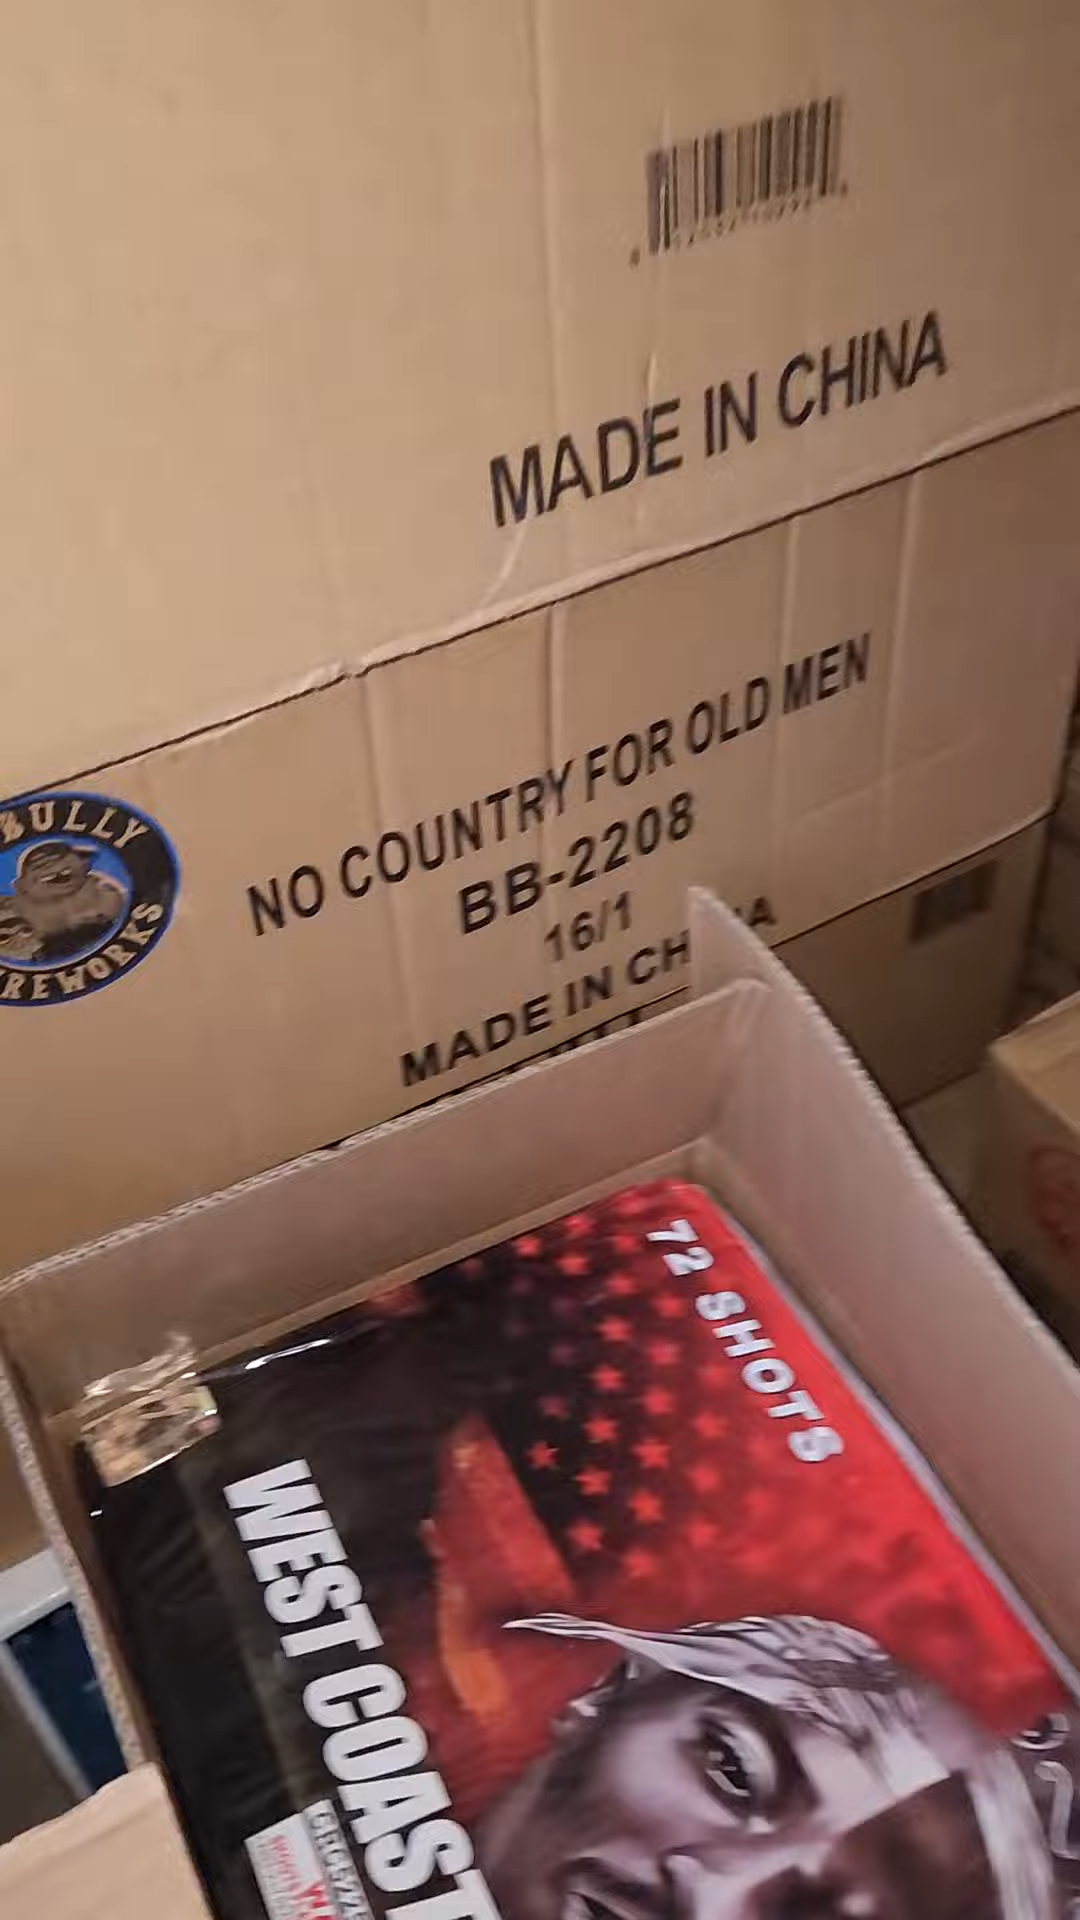 MADE IN CHINA
BULLY
FIREWORKS
NO COUNTRY FOR OLD MEN
BB-2208
16/1
MADE IN CH NA
72 SHOTS
WEST COAST